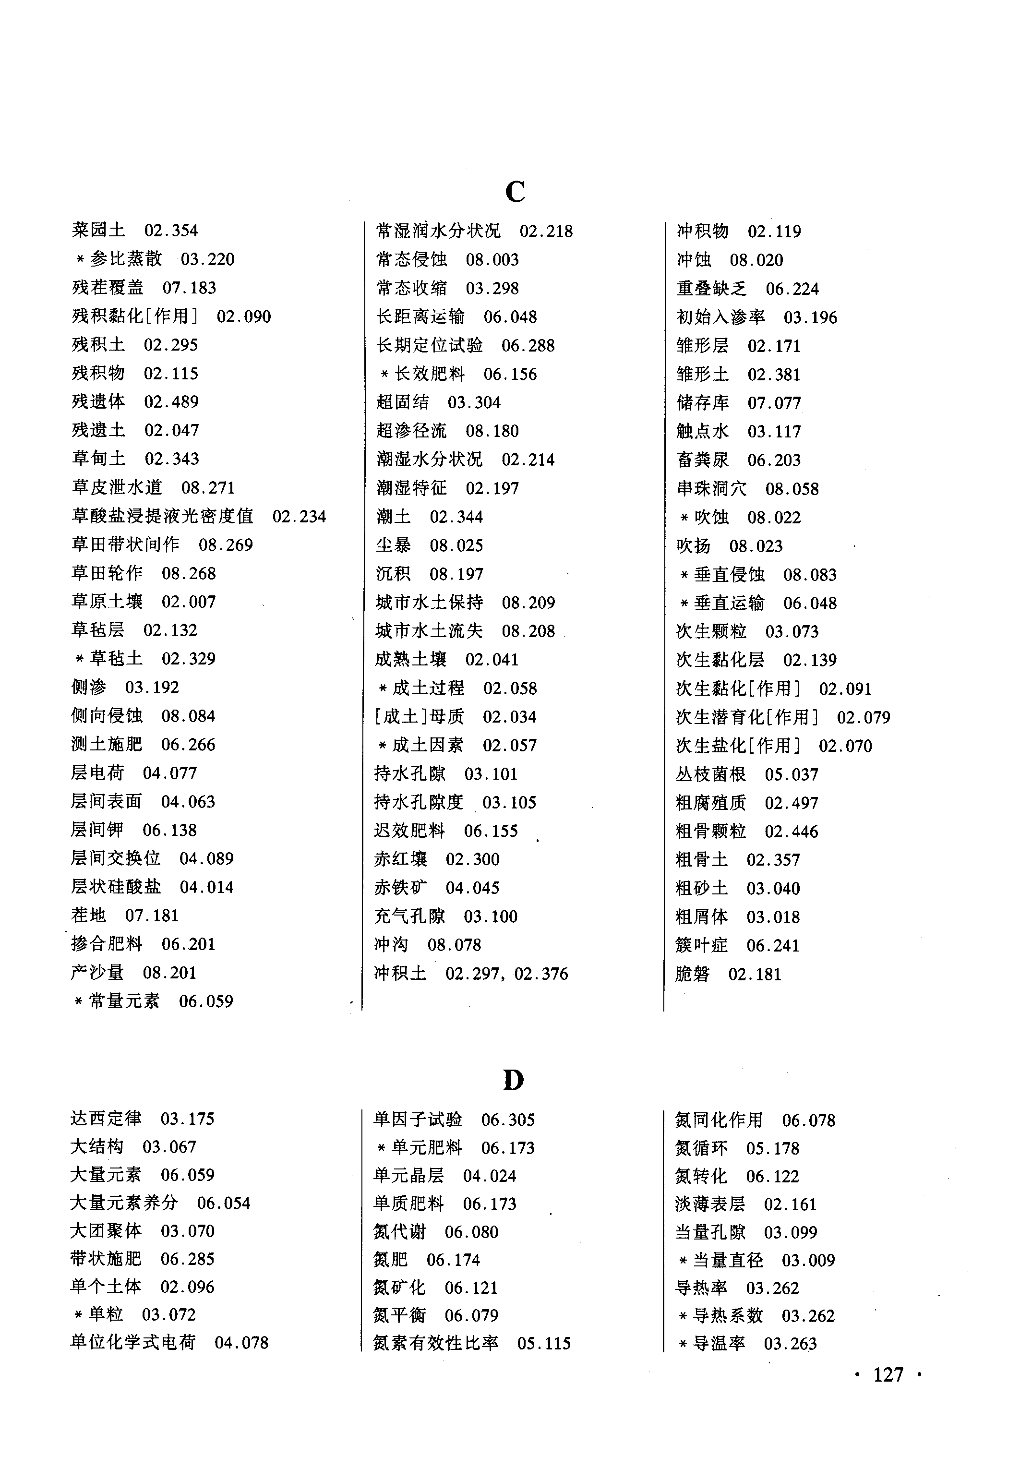 C
菜园土 02.354
*参比蒸散 03.220
残茬覆盖 07.183
残积黏化[作用] 02.090
残积土 02.295
残积物 02.115
残遗体 02.489
残遗土 02.047
草甸土 02.343
草皮泄水道 08.271
草酸盐浸提液光密度值 02.234
草田带状间作 08.269
草田轮作 08.268
草原土壤 02.007
草毡层 02.132
*草毡土 02.329
侧渗 03.192
侧向侵蚀 08.084
测土施肥 06.266
层电荷 04.077
层间表面 04.063
层间钾 06.138
层间交换位 04.089
层状硅酸盐 04.014
茬地 07.181
掺合肥料 06.201
产沙量 08.201
*常量元素 06.059
常湿润水分状况 02.218
常态侵蚀 08.003
常态收缩 03.298
长距离运输 06.048
长期定位试验 06.288
*长效肥料 06.156
超固结 03.304
超渗径流 08.180
潮湿水分状况 02.214
潮湿特征 02.197
潮土 02.344
尘暴 08.025
沉积 08.197
城市水土保持 08.209
城市水土流失 08.208
成熟土壤 02.041
*成土过程 02.058
[成土]母质 02.034
*成土因素 02.057
持水孔隙 03.101
持水孔隙度 03.105
迟效肥料 06.155
赤红壤 02.300
赤铁矿 04.045
充气孔隙 03.100
冲沟 08.078
冲积土 02.297, 02.376
冲积物 02.119
冲蚀 08.020
重叠缺乏 06.224
初始入渗率 03.196
雏形层 02.171
雏形土 02.381
储存库 07.077
触点水 03.117
畜粪尿 06.203
串珠洞穴 08.058
*吹蚀 08.022
吹扬 08.023
*垂直侵蚀 08.083
*垂直运输 06.048
次生颗粒 03.073
次生黏化层 02.139
次生黏化[作用] 02.091
次生潜育化[作用] 02.079
次生盐化[作用] 02.070
丛枝菌根 05.037
粗腐殖质 02.497
粗骨颗粒 02.446
粗骨土 02.357
粗砂土 03.040
粗屑体 03.018
簇叶症 06.241
脆磐 02.181
D
达西定律 03.175
大结构 03.067
大量元素 06.059
大量元素养分 06.054
大团聚体 03.070
带状施肥 06.285
单个土体 02.096
*单粒 03.072
单位化学式电荷 04.078
单因子试验 06.305
*单元肥料 06.173
单元晶层 04.024
单质肥料 06.173
氮代谢 06.080
氮肥 06.174
氮矿化 06.121
氮平衡 06.079
氮素有效性比率 05.115
氮同化作用 06.078
氮循环 05.178
氮转化 06.122
淡薄表层 02.161
当量孔隙 03.099
*当量直径 03.009
导热率 03.262
*导热系数 03.262
*导温率 03.263
· 127 ·